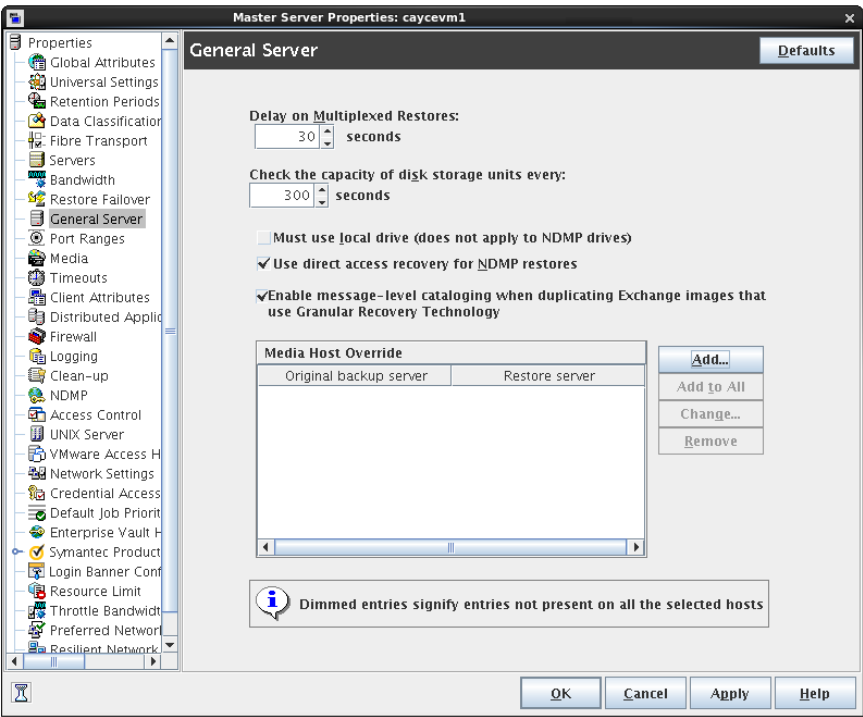 Master Server Properties: caycevm1
Properties
Global Attributes
Universal Settings
Retention Periods
Data Classification
Fibre Transport
Servers
Bandwidth
Restore Failover
General Server
Port Ranges
Media
Timeouts
Client Attributes
Distributed Applic
Firewall
Logging
Clean-up
NDMP
Access Control
UNIX Server
VMware Access H
Network Settings
Credential Access
Default Job Priorit
Enterprise Vault H
Symantec Product
Login Banner Conf
Resource Limit
Throttle Bandwidt
Preferred Networl
Resilient Network
General Server
Defaults
Delay on Multiplexed Restores:
30 seconds
Check the capacity of disk storage units every:
300 seconds
Must use local drive (does not apply to NDMP drives)
Use direct access recovery for NDMP restores
Enable message-level cataloging when duplicating Exchange images that
use Granular Recovery Technology
Media Host Override
Original backup server Restore server
Add...
Add to All
Change...
Remove
Dimmed entries signify entries not present on all the selected hosts
OK Cancel Apply Help